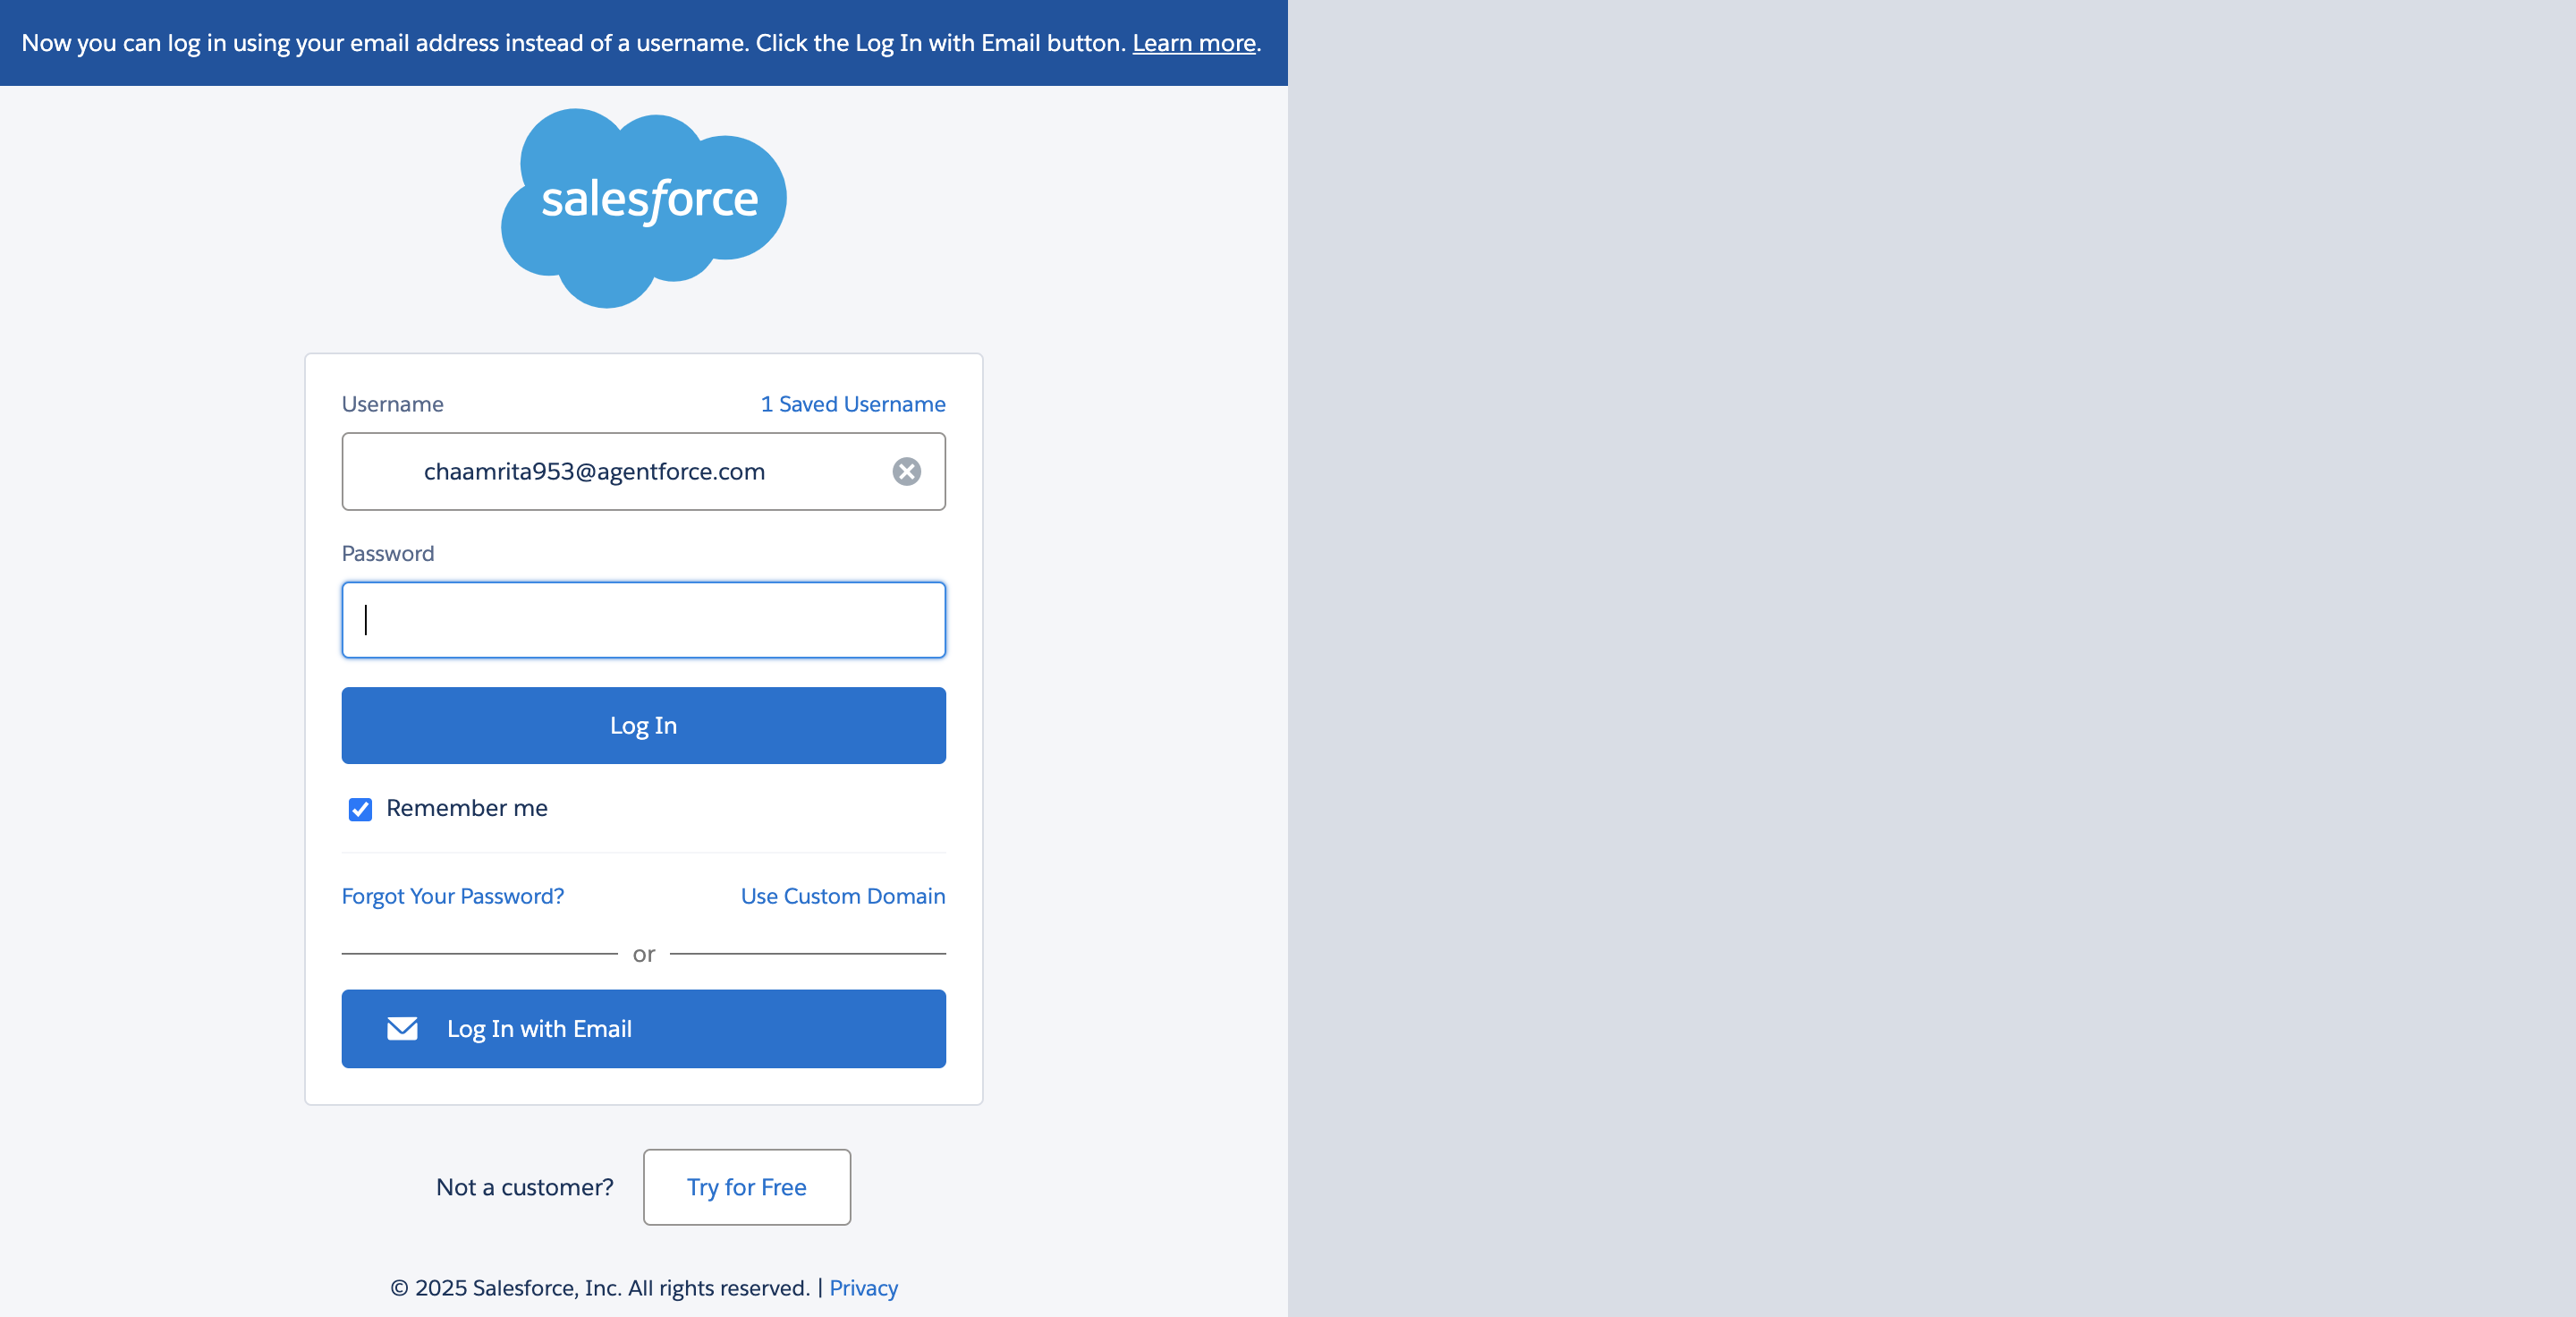 Now you can log in using your email address instead of a username. Click the Log In with Email button. Learn more.
salesforce
Username
1 Saved Username
chaamrita953@agentforce.com
Password
Log In
Remember me
Forgot Your Password?
Use Custom Domain
or
Log In with Email
Not a customer?
Try for Free
© 2025 Salesforce, Inc. All rights reserved. | Privacy